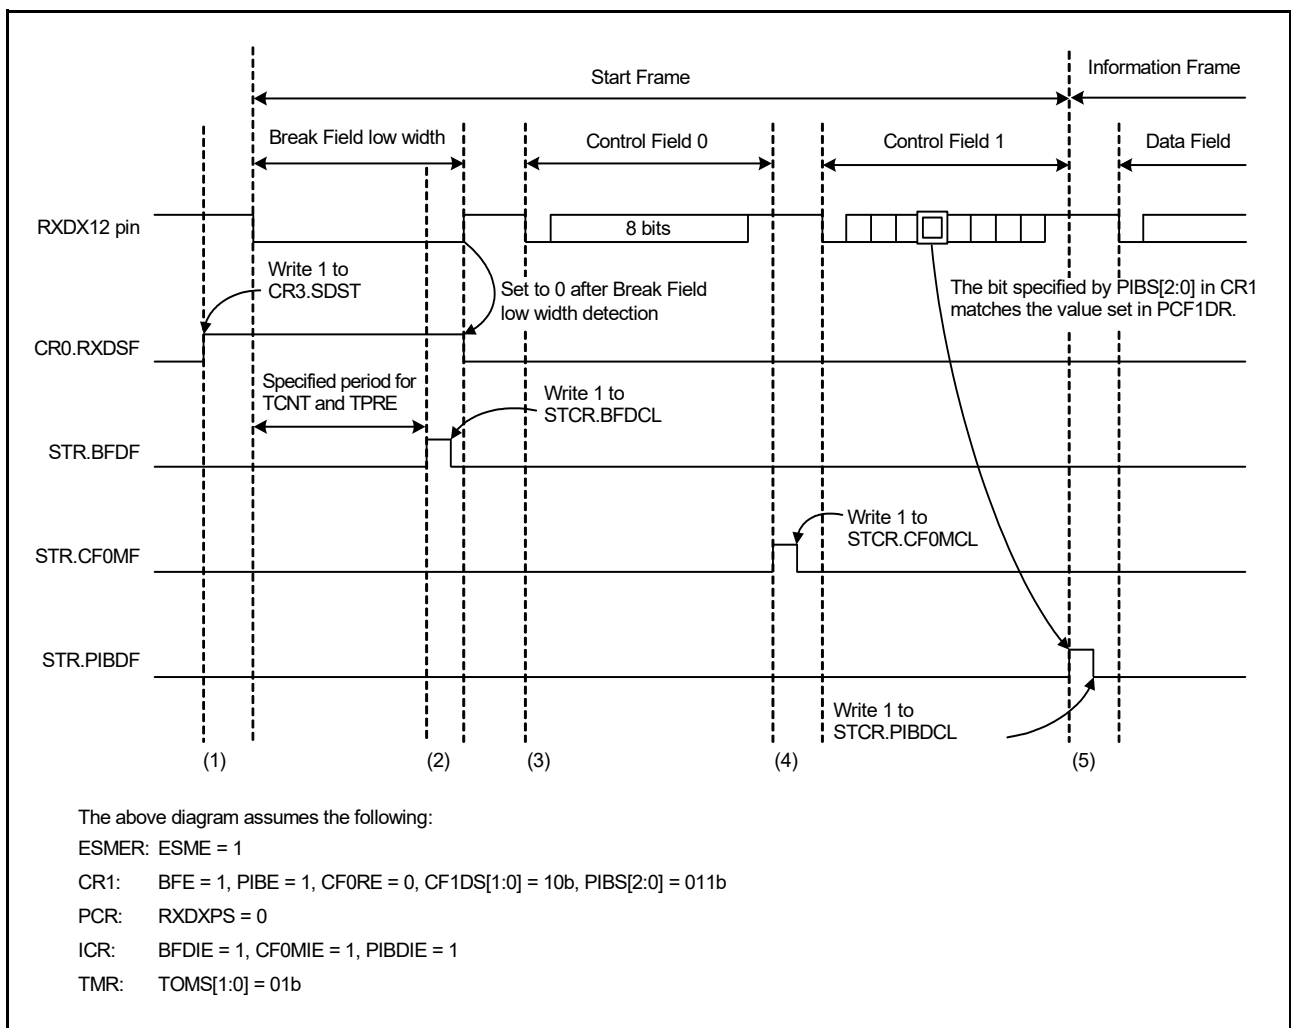 Start Frame
Information Frame
Break Field low width
Control Field 0
Control Field 1
Data Field
RXDX12 pin
8 bits
Write 1 to
CR3.SDST
Set to 0 after Break Field
low width detection
The bit specified by PIBS[2:0] in CR1
matches the value set in PCF1DR.
CR0.RXDSF
Specified period for
TCNT and TPRE
Write 1 to
STCR.BFDCL
STR.BFDF
Write 1 to
STCR.CF0MCL
STR.CF0MF
STR.PIBDF
Write 1 to
STCR.PIBDCL
(1)
(2)
(3)
(4)
(5)
The above diagram assumes the following:
ESMER: ESME = 1
CR1: BFE = 1, PIBE = 1, CF0RE = 0, CF1DS[1:0] = 10b, PIBS[2:0] = 011b
PCR: RXDXPS = 0
ICR: BFDIE = 1, CF0MIE = 1, PIBDIE = 1
TMR: TOMS[1:0] = 01b